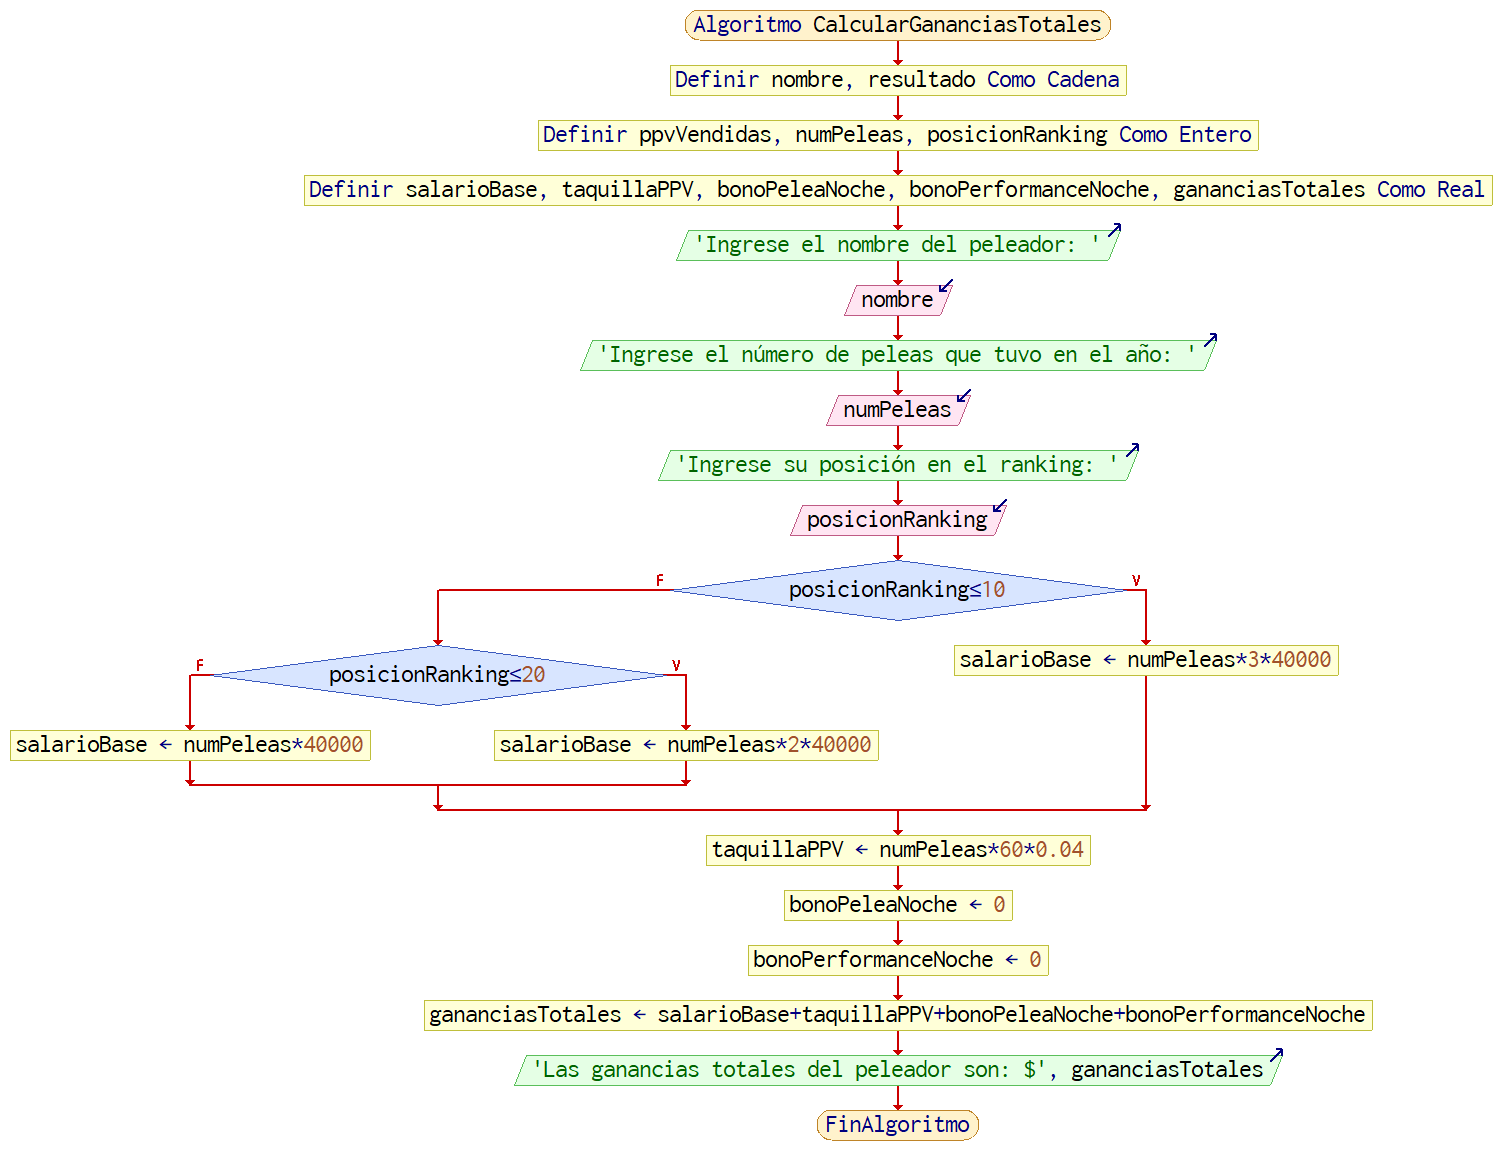 Algoritmo CalcularGananciasTotales
Definir nombre, resultado Como Cadena
Definir ppvVendidas, numPeleas, posicionRanking Como Entero
Definir salarioBase, taquillaPPV, bonoPeleaNoche, bonoPerformanceNoche, gananciasTotales Como Real
'Ingrese el nombre del peleador: '
nombre
'Ingrese el número de peleas que tuvo en el año: '
numPeleas
'Ingrese su posición en el ranking: '
posicionRanking
F
posicionRanking≤10
V
F
posicionRanking≤20
V
salarioBase ← numPeleas*3*40000
salarioBase ← numPeleas*40000
salarioBase ← numPeleas*2*40000
taquillaPPV ← numPeleas*60*0.04
bonoPeleaNoche ← 0
bonoPerformanceNoche ← 0
gananciasTotales ← salarioBase+taquillaPPV+bonoPeleaNoche+bonoPerformanceNoche
'Las ganancias totales del peleador son: $', gananciasTotales
FinAlgoritmo